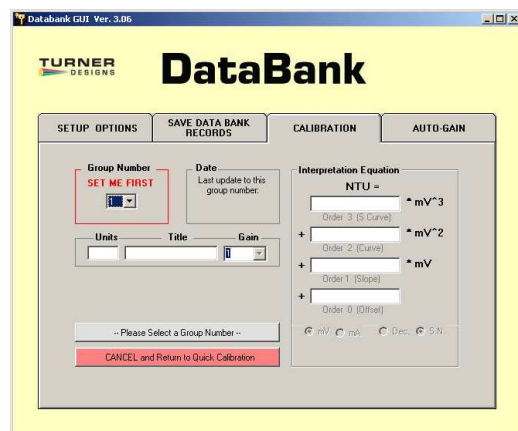 Databank GUI Ver. 3.06
TURNER
DESIGNS
DataBank
SETUP OPTIONS
SAVE DATA BANK
RECORDS
CALIBRATION
AUTO-GAIN
Group Number
SET ME FIRST
1
Date
Last update to this
group number:
Units
Title
Gain
1
-- Please Select a Group Number --
CANCEL and Return to Quick Calibration
Interpretation Equation
NTU =
* mV^3
Order 3 (S Curve)
+
* mV^2
Order 2 (Curve)
+
* mV
Order 1 (Slope)
+
Order 0 (Offset)
mV mA Dec. S.N.